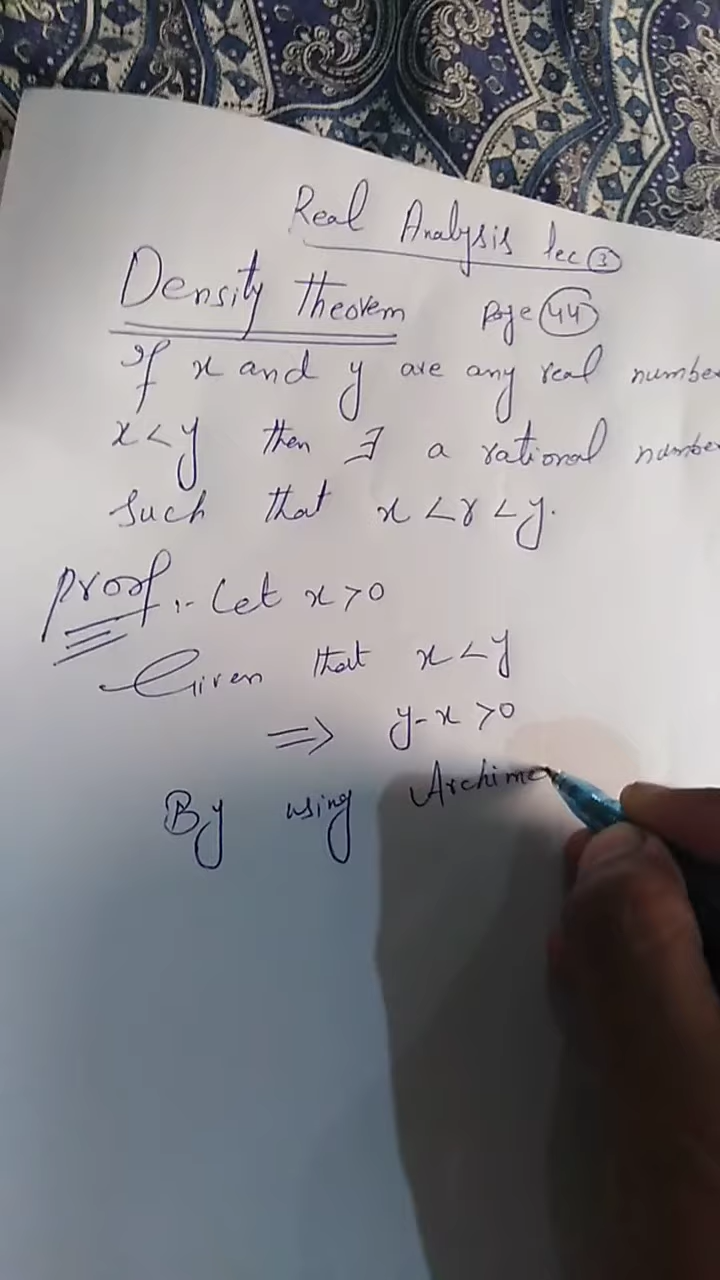 Real Analysis lec 3
Density Theorem Page 44
If x and y are any real number
x < y then ∃ a rational number
Such that x < r < y.
Proof :- Let x > 0
Given that x < y
⇒ y - x > 0
By using Archime